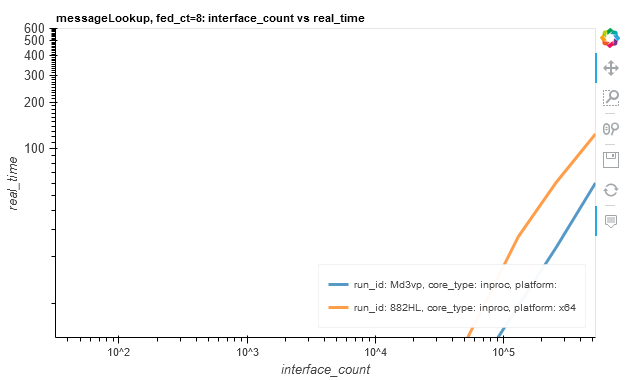 messageLookup, fed_ct=8: interface_count vs real_time
600
500
400
300
200
100
real_time
run_id: Md3vp, core_type: inproc, platform:
run_id: 882HL, core_type: inproc, platform: x64
10^2
10^3
10^4
10^5
interface_count